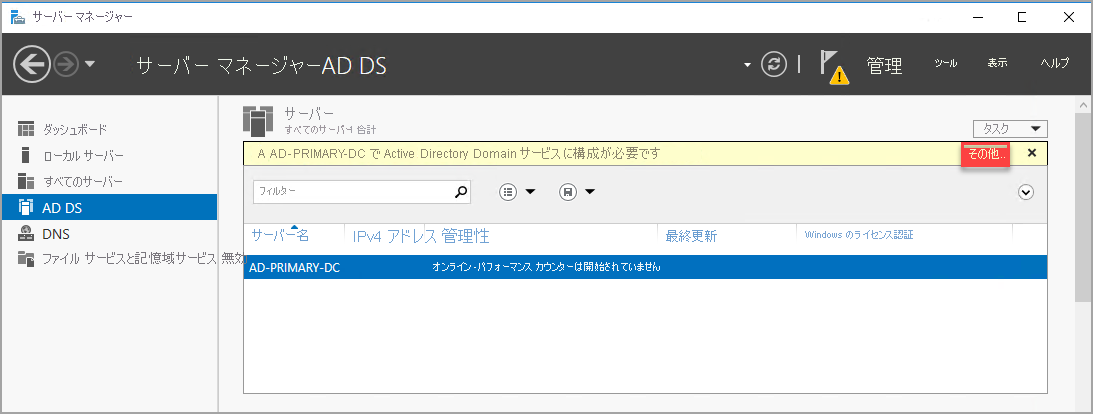 サーバー マネージャー
サーバー マネージャーAD DS
管理 ツール 表示 ヘルプ
ダッシュボード
ローカル サーバー
すべてのサーバー
AD DS
DNS
ファイル サービスと記憶域サービス 無効
サーバー
すべてのサーバ-| 合計
タスク
A AD-PRIMARY-DC で Active Directory Domain サービスに構成が必要です
その他..
フィルター
サーバー名 IPv4 アドレス 管理性 最終更新 Windows のライセンス認証
AD-PRIMARY-DC オンライン - パフォーマンス カウンターは開始されていません